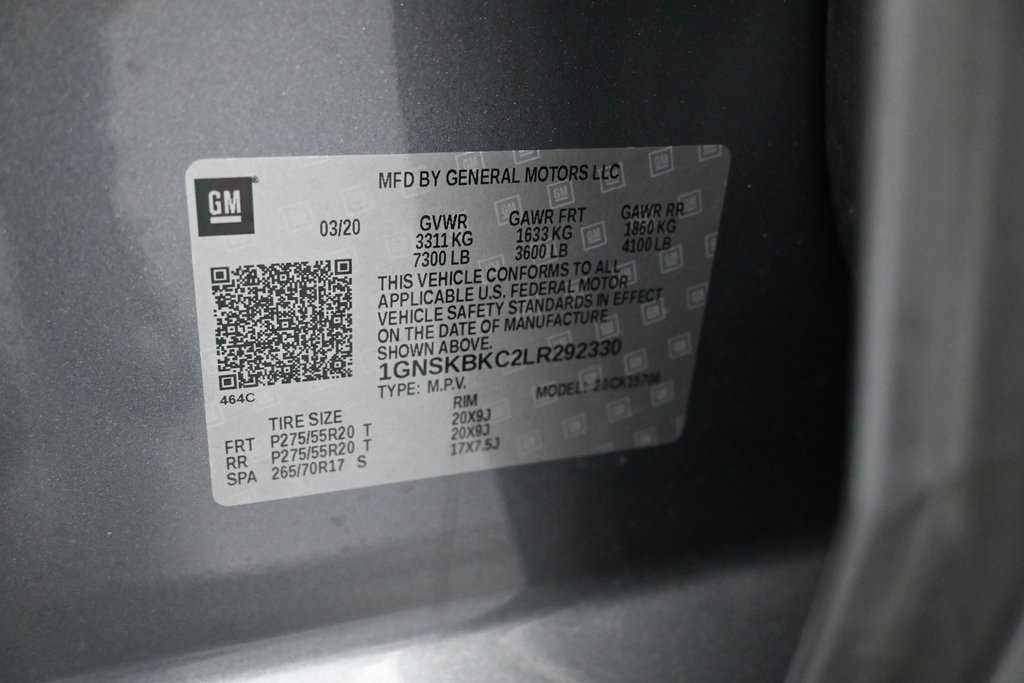 GM
MFD BY GENERAL MOTORS LLC
03/20 GVWR GAWR FRT GAWR RR
3311 KG 1633 KG 1860 KG
7300 LB 3600 LB 4100 LB
THIS VEHICLE CONFORMS TO ALL
APPLICABLE U.S. FEDERAL MOTOR
VEHICLE SAFETY STANDARDS IN EFFECT
ON THE DATE OF MANUFACTURE
SHOWN ABOVE.
1GNSKBKC2LR292330
TYPE: M.P.V. MODEL: 20CK15706
464C
TIRE SIZE RIM
FRT P275/55R20 T 20X9J
RR P275/55R20 T 20X9J
SPA 265/70R17 S 17X7.5J